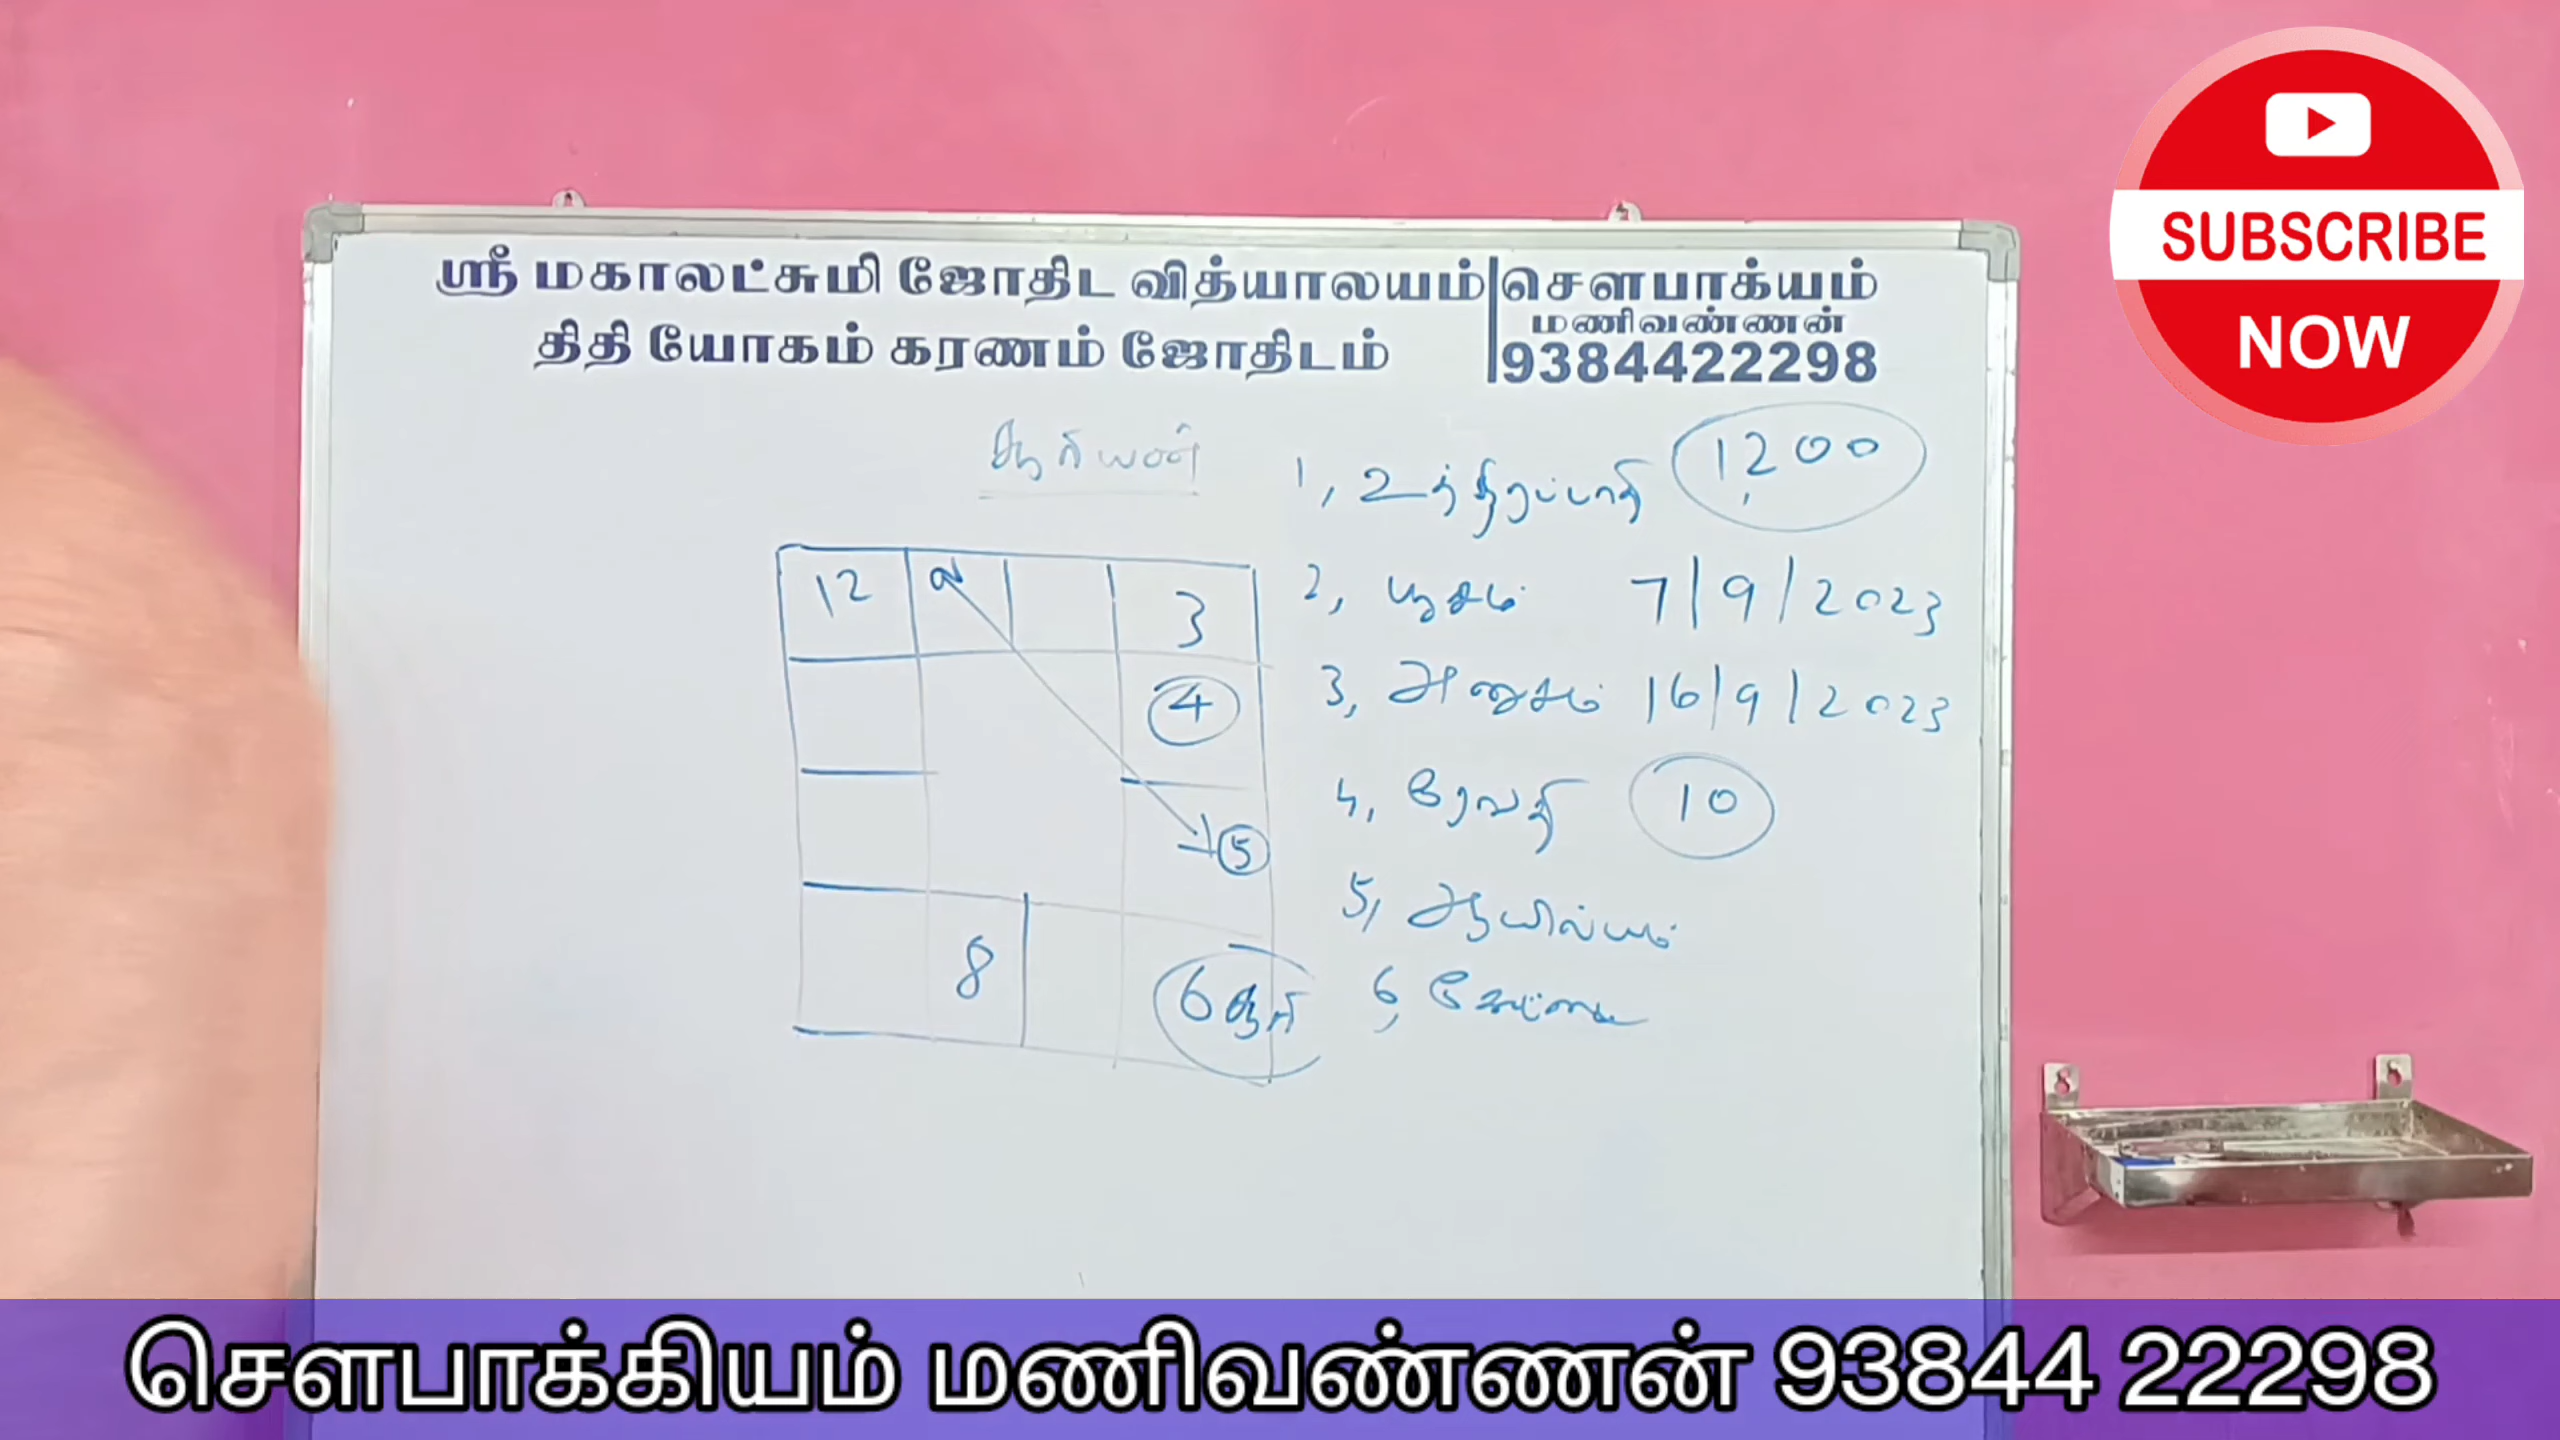 SUBSCRIBE
NOW
ஸ்ரீ மகாலட்சுமி ஜோதிட வித்யாலயம்
திதி யோகம் கரணம் ஜோதிடம்
சௌபாக்யம்
மணிவண்ணன்
9384422298
சூரியன்
1, உத்திரட்டாதி 1,200
2, பூசம் 7/9/2023
3, அனுசம் 16/9/2023
4, ரேவதி 10
5, ஆயில்யம்
6, கேட்டை
12 ல 3
4
5
8 6 சூரி
சௌபாக்கியம் மணிவண்ணன் 93844 22298